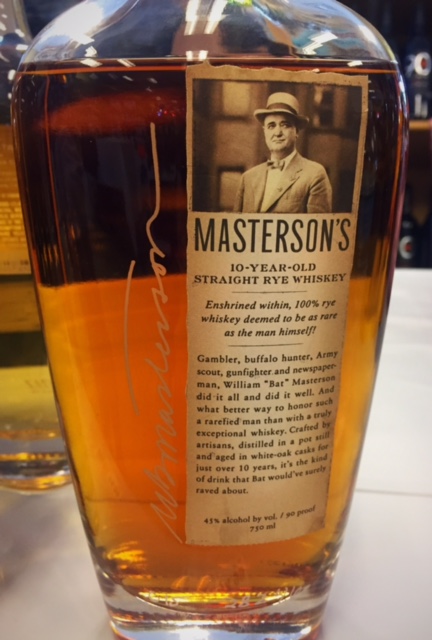 MASTERSON'S
10-YEAR-OLD
STRAIGHT RYE WHISKEY
Enshrined within, 100% rye
whiskey deemed to be as rare
as the man himself!
Gambler, buffalo hunter, Army
scout, gunfighter and newspaper-
man, William "Bat" Masterson
did it all and did it well. And
what better way to honor such
a rarefied man than with a truly
exceptional whiskey. Crafted by
artisans, distilled in a pot still
and aged in white-oak casks for
just over 10 years, it's the kind
of drink that Bat would've surely
raved about.
45% alcohol by vol. / 90 proof
750 ml
WBMasterson